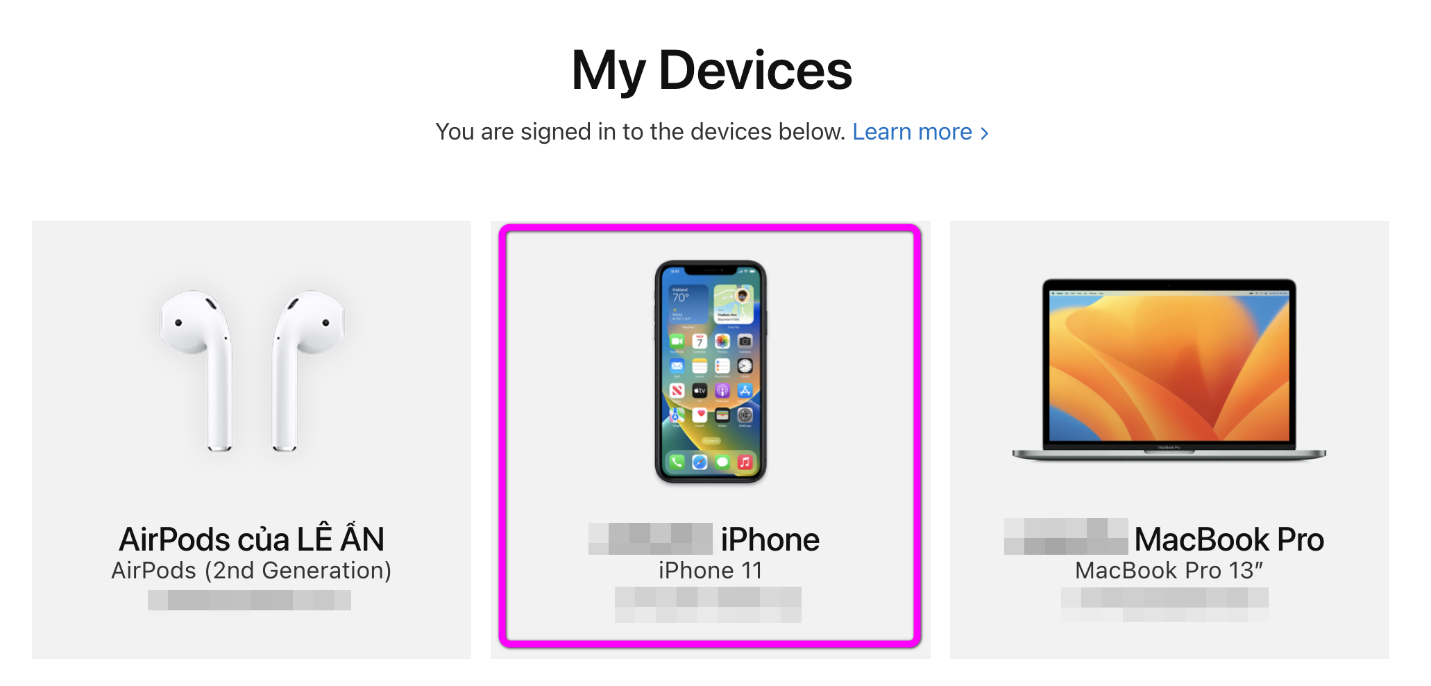 My Devices
You are signed in to the devices below. Learn more >
AirPods của LÊ ẤN
AirPods (2nd Generation)
iPhone
iPhone 11
MacBook Pro
MacBook Pro 13″